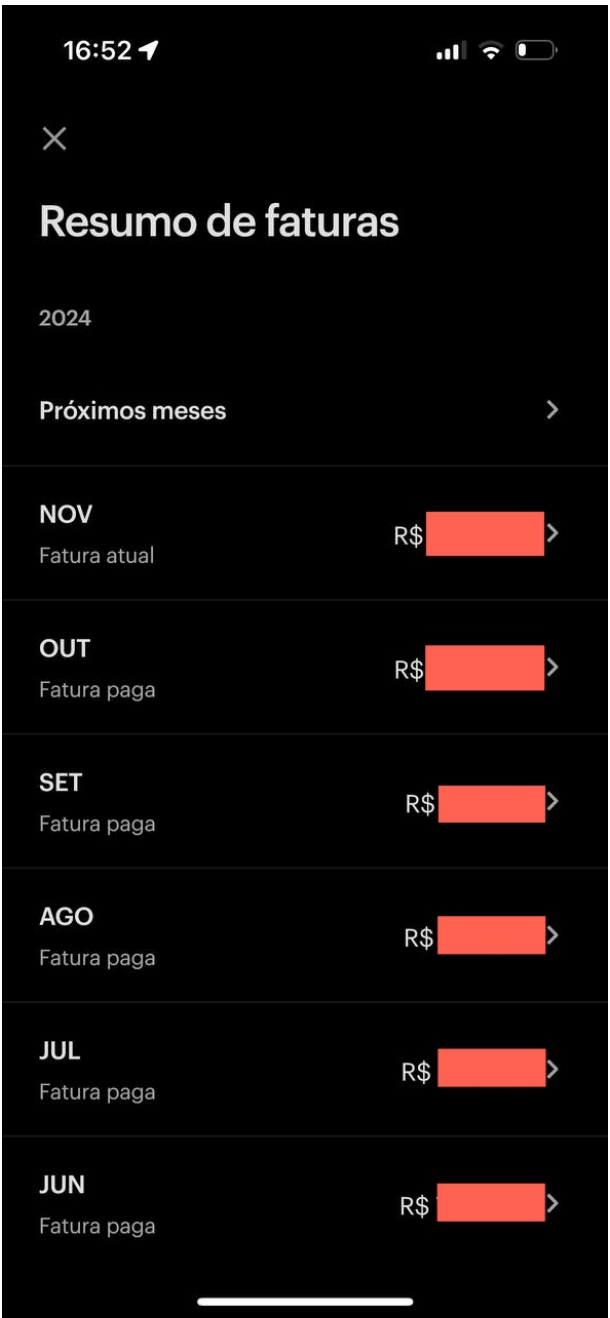 16:52
Resumo de faturas
2024
Próximos meses
NOV
R$
Fatura atual
OUT
R$
Fatura paga
SET
R$
Fatura paga
AGO
R$
Fatura paga
JUL
R$
Fatura paga
JUN
R$
Fatura paga